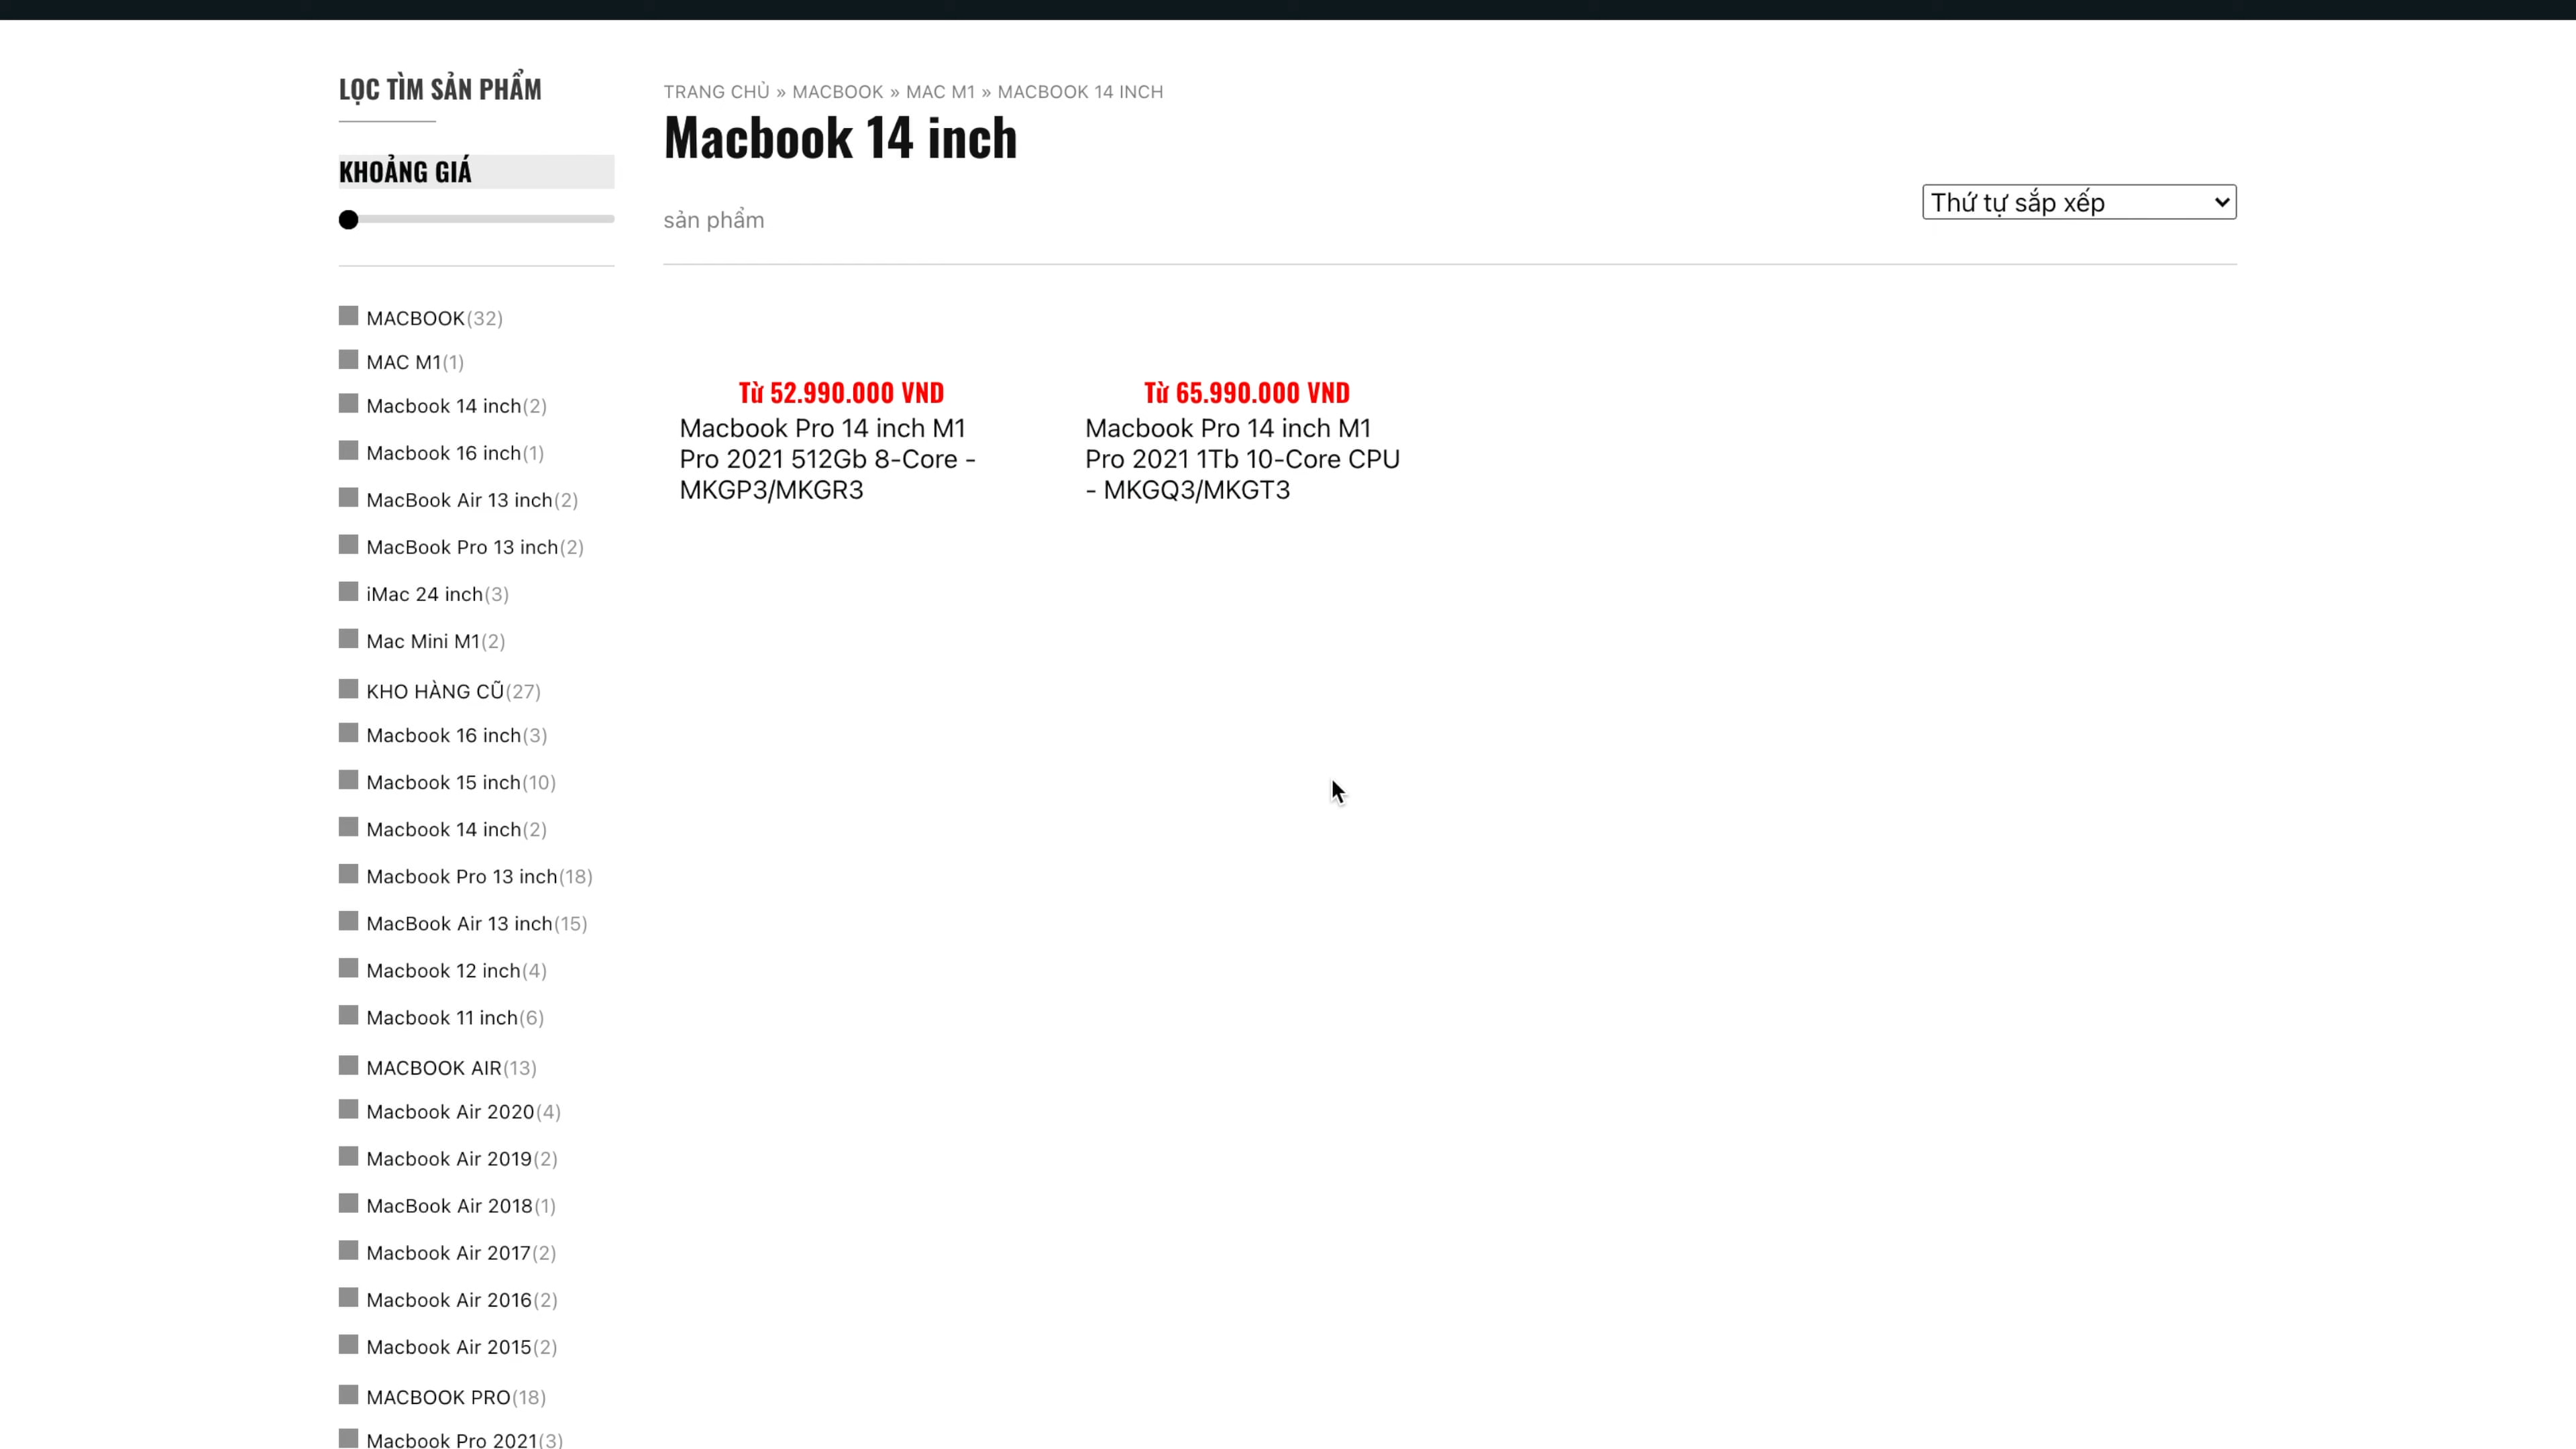 LỌC TÌM SẢN PHẨM
KHOẢNG GIÁ
MACBOOK(32)
MAC M1(1)
Macbook 14 inch(2)
Macbook 16 inch(1)
MacBook Air 13 inch(2)
MacBook Pro 13 inch(2)
iMac 24 inch(3)
Mac Mini M1(2)
KHO HÀNG CŨ(27)
Macbook 16 inch(3)
Macbook 15 inch(10)
Macbook 14 inch(2)
Macbook Pro 13 inch(18)
MacBook Air 13 inch(15)
Macbook 12 inch(4)
Macbook 11 inch(6)
MACBOOK AIR(13)
Macbook Air 2020(4)
Macbook Air 2019(2)
MacBook Air 2018(1)
Macbook Air 2017(2)
Macbook Air 2016(2)
Macbook Air 2015(2)
MACBOOK PRO(18)
Macbook Pro 2021(3)
TRANG CHỦ » MACBOOK » MAC M1 » MACBOOK 14 INCH
Macbook 14 inch
sản phẩm
Thứ tự sắp xếp
Từ 52.990.000 VND
Macbook Pro 14 inch M1
Pro 2021 512Gb 8-Core -
MKGP3/MKGR3
Từ 65.990.000 VND
Macbook Pro 14 inch M1
Pro 2021 1Tb 10-Core CPU
- MKGQ3/MKGT3